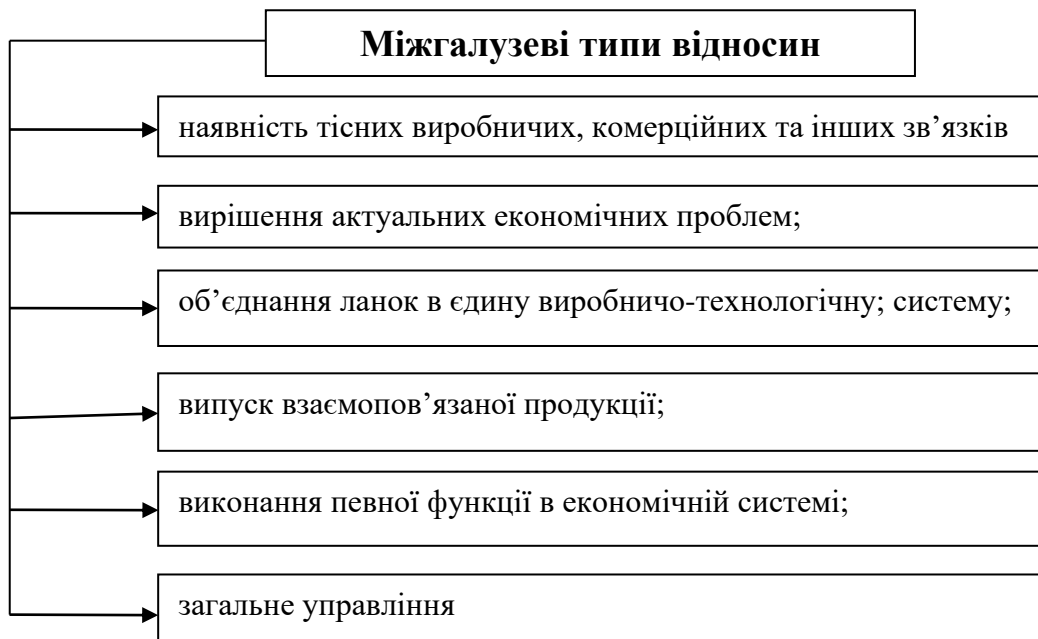 Міжгалузеві типи відносин
наявність тісних виробничих, комерційних та інших зв’язків
вирішення актуальних економічних проблем;
об’єднання ланок в єдину виробничо-технологічну; систему;
випуск взаємопов’язаної продукції;
виконання певної функції в економічній системі;
загальне управління